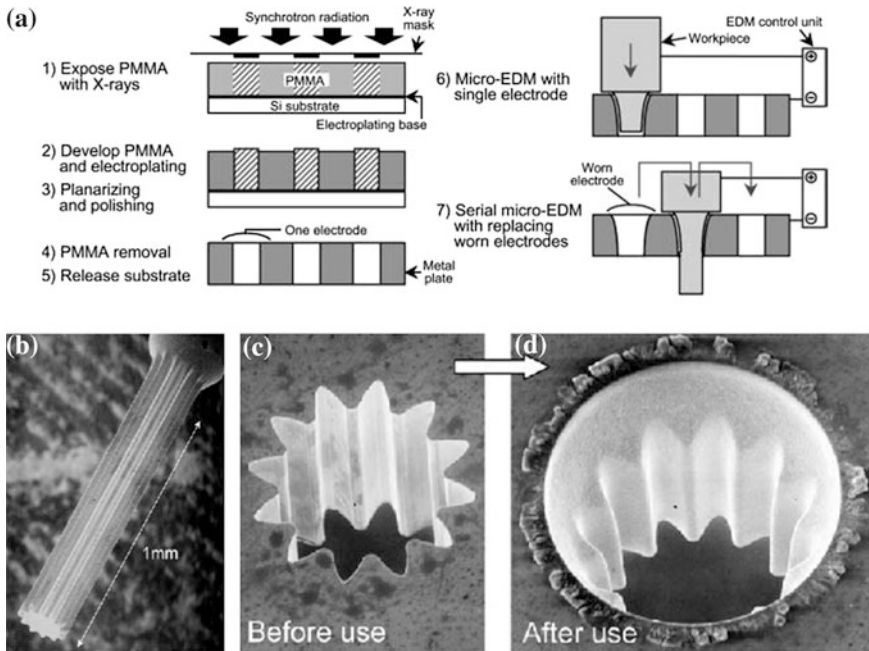 (a)
Synchrotron radiation
X-ray
mask
1) Expose PMMA
with X-rays
PMMA
Si substrate
Electroplating base
2) Develop PMMA
and electroplating
3) Planarizing
and polishing
One electrode
4) PMMA removal
5) Release substrate
Metal
plate
EDM control
unit
Workpiece
6) Micro-EDM with
single electrode
+
−
Worn
electrode
7) Serial micro-EDM
with replacing
worn electrodes
+
−
(b)
1mm
(c)
Before use
(d)
After use